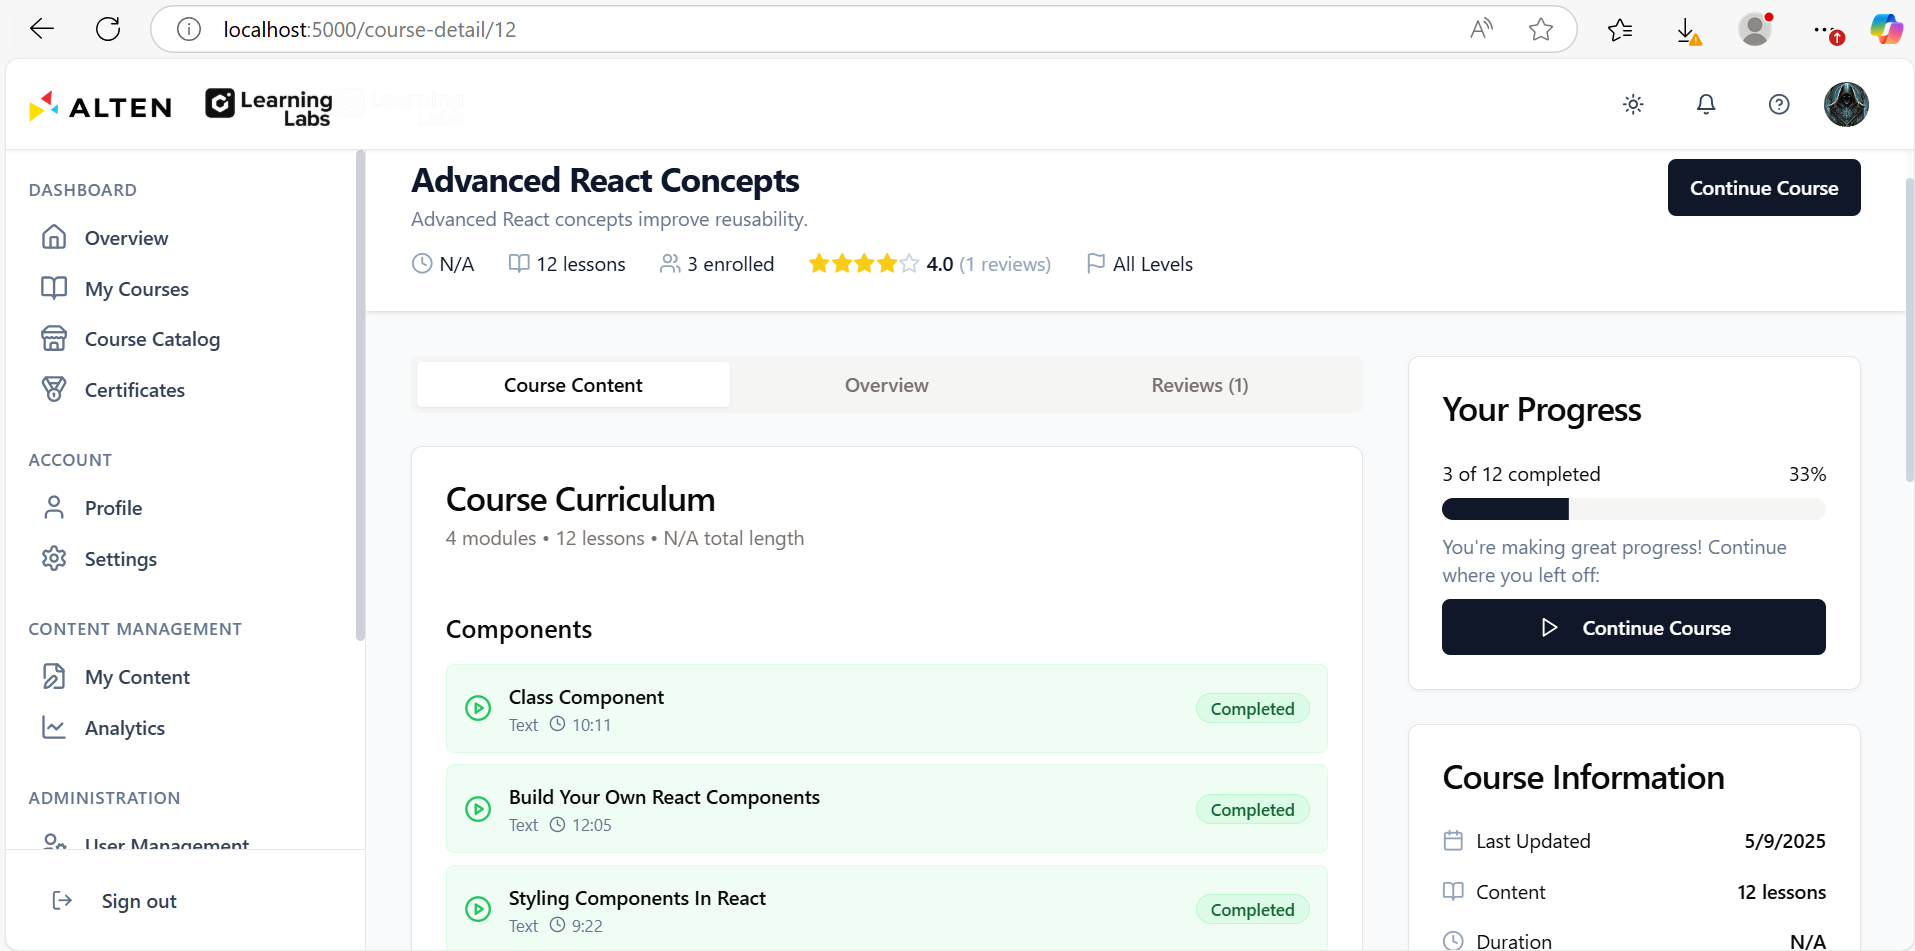 localhost:5000/course-detail/12
ALTEN
Learning
Labs
DASHBOARD
Overview
My Courses
Course Catalog
Certificates
ACCOUNT
Profile
Settings
CONTENT MANAGEMENT
My Content
Analytics
ADMINISTRATION
User Management
Sign out
Advanced React Concepts
Continue Course
Advanced React concepts improve reusability.
N/A 12 lessons 3 enrolled 4.0 (1 reviews) All Levels
Course Content Overview Reviews (1)
Course Curriculum
4 modules • 12 lessons • N/A total length
Components
Class Component
Text 10:11
Completed
Build Your Own React Components
Text 12:05
Completed
Styling Components In React
Text 9:22
Completed
Your Progress
3 of 12 completed 33%
You're making great progress! Continue
where you left off:
Continue Course
Course Information
Last Updated 5/9/2025
Content 12 lessons
Duration N/A